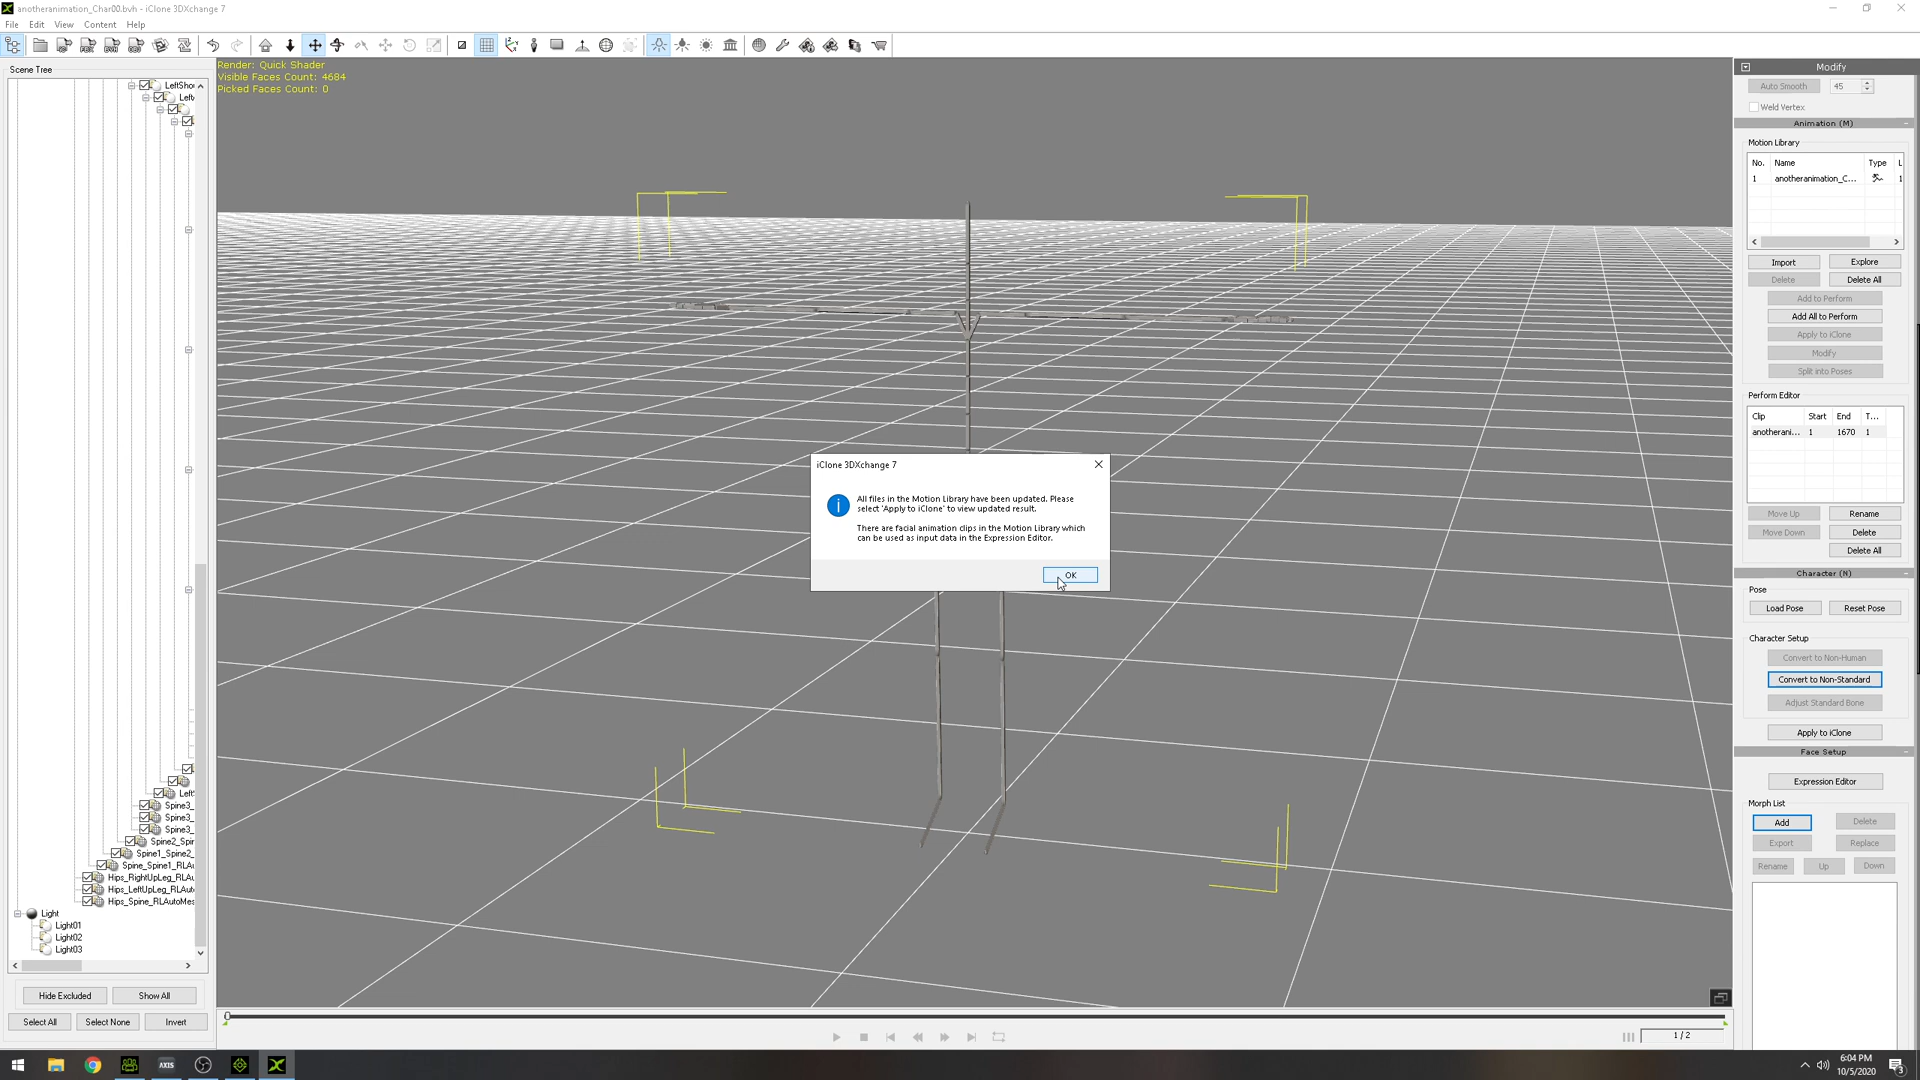 anotheranimation_Char00.bvh - iClone 3DXchange 7
File Edit View Content Help
Scene Tree
LeftShou
Left
Left
Spine3_
Spine3_
Spine3_
Spine2_Spin
Spine1_Spine2_
Spine_Spine1_RLAu
Hips_RightUpLeg_RLAu
Hips_LeftUpLeg_RLAut
Hips_Spine_RLAutoMes
Light
Light01
Light02
Light03
Hide Excluded Show All
Select All Select None Invert
Render: Quick Shader
Visible Faces Count: 4684
Picked Faces Count: 0
iClone 3DXchange 7
All files in the Motion Library have been updated. Please
select 'Apply to iClone' to view updated result.
There are facial animation clips in the Motion Library which
can be used as input data in the Expression Editor.
OK
1 / 2
Modify
Auto Smooth 45
Weld Vertex
Animation (M)
Motion Library
No. Name Type L
1 anotheranimation_C... 1
Import Explore
Delete Delete All
Add to Perform
Add All to Perform
Apply to iClone
Modify
Split into Poses
Perform Editor
Clip Start End T...
anotherani... 1 1670 1
Move Up Rename
Move Down Delete
Delete All
Character (N)
Pose
Load Pose Reset Pose
Character Setup
Convert to Non-Human
Convert to Non-Standard
Adjust Standard Bone
Apply to iClone
Face Setup
Expression Editor
Morph List
Add Delete
Export Replace
Rename Up Down
AXIS
6:04 PM
10/5/2020
3